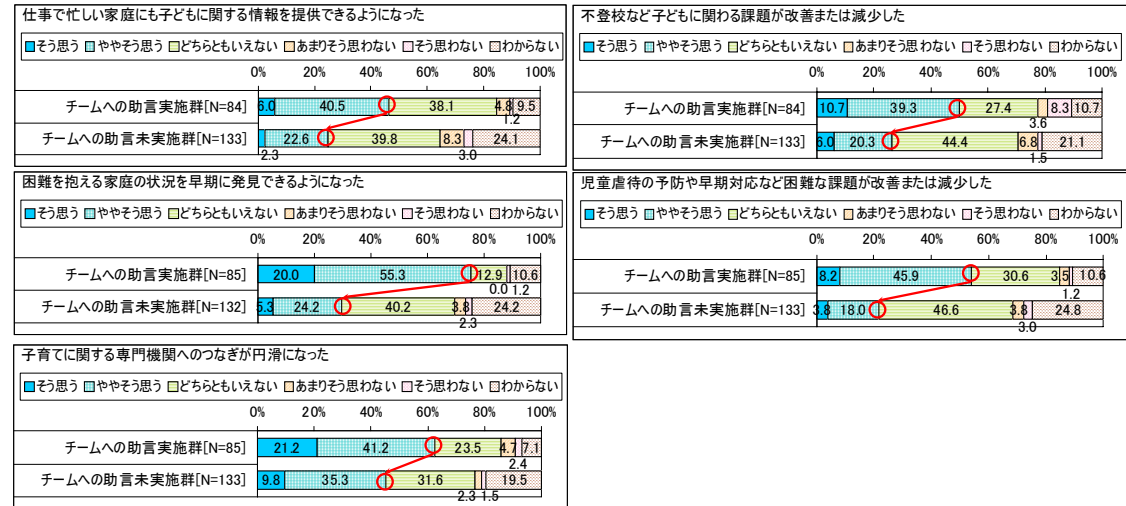 仕事で忙しい家庭にも子どもに関する情報を提供できるようになった
そう思う ややそう思う どちらともいえない あまりそう思わない そう思わない わからない
0% 20% 40% 60% 80% 100%
チームへの助言実施群[N=84] 6.0 40.5 38.1 4.8 9.5
1.2
チームへの助言未実施群[N=133] 22.6 39.8 8.3 24.1
2.3 3.0
不登校など子どもに関わる課題が改善または減少した
そう思う ややそう思う どちらともいえない あまりそう思わない そう思わない わからない
0% 20% 40% 60% 80% 100%
チームへの助言実施群[N=84] 10.7 39.3 27.4 8.3 10.7
3.6
チームへの助言未実施群[N=133] 6.0 20.3 44.4 6.8 21.1
1.5
困難を抱える家庭の状況を早期に発見できるようになった
そう思う ややそう思う どちらともいえない あまりそう思わない そう思わない わからない
0% 20% 40% 60% 80% 100%
チームへの助言実施群[N=85] 20.0 55.3 12.9 10.6
0.0 1.2
チームへの助言未実施群[N=132] 5.3 24.2 40.2 3.8 24.2
2.3
児童虐待の予防や早期対応など困難な課題が改善または減少した
そう思う ややそう思う どちらともいえない あまりそう思わない そう思わない わからない
0% 20% 40% 60% 80% 100%
チームへの助言実施群[N=85] 8.2 45.9 30.6 3.5 10.6
1.2
チームへの助言未実施群[N=133] 3.8 18.0 46.6 3.8 24.8
3.0
子育てに関する専門機関へのつなぎが円滑になった
そう思う ややそう思う どちらともいえない あまりそう思わない そう思わない わからない
0% 20% 40% 60% 80% 100%
チームへの助言実施群[N=85] 21.2 41.2 23.5 4.7 7.1
2.4
チームへの助言未実施群[N=133] 9.8 35.3 31.6 19.5
2.3 1.5